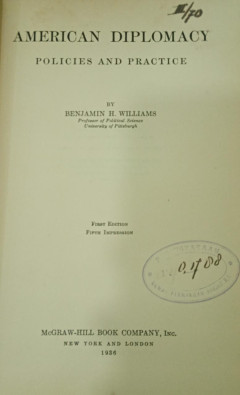 AMERICAN DIPLOMACY
POLICIES AND PRACTICE
BY
BENJAMIN H. WILLIAMS
Professor of Political Science
University of Pittsburgh
FIRST EDITION
FIFTH IMPRESSION
McGRAW-HILL BOOK COMPANY, INC.
NEW YORK AND LONDON
1936